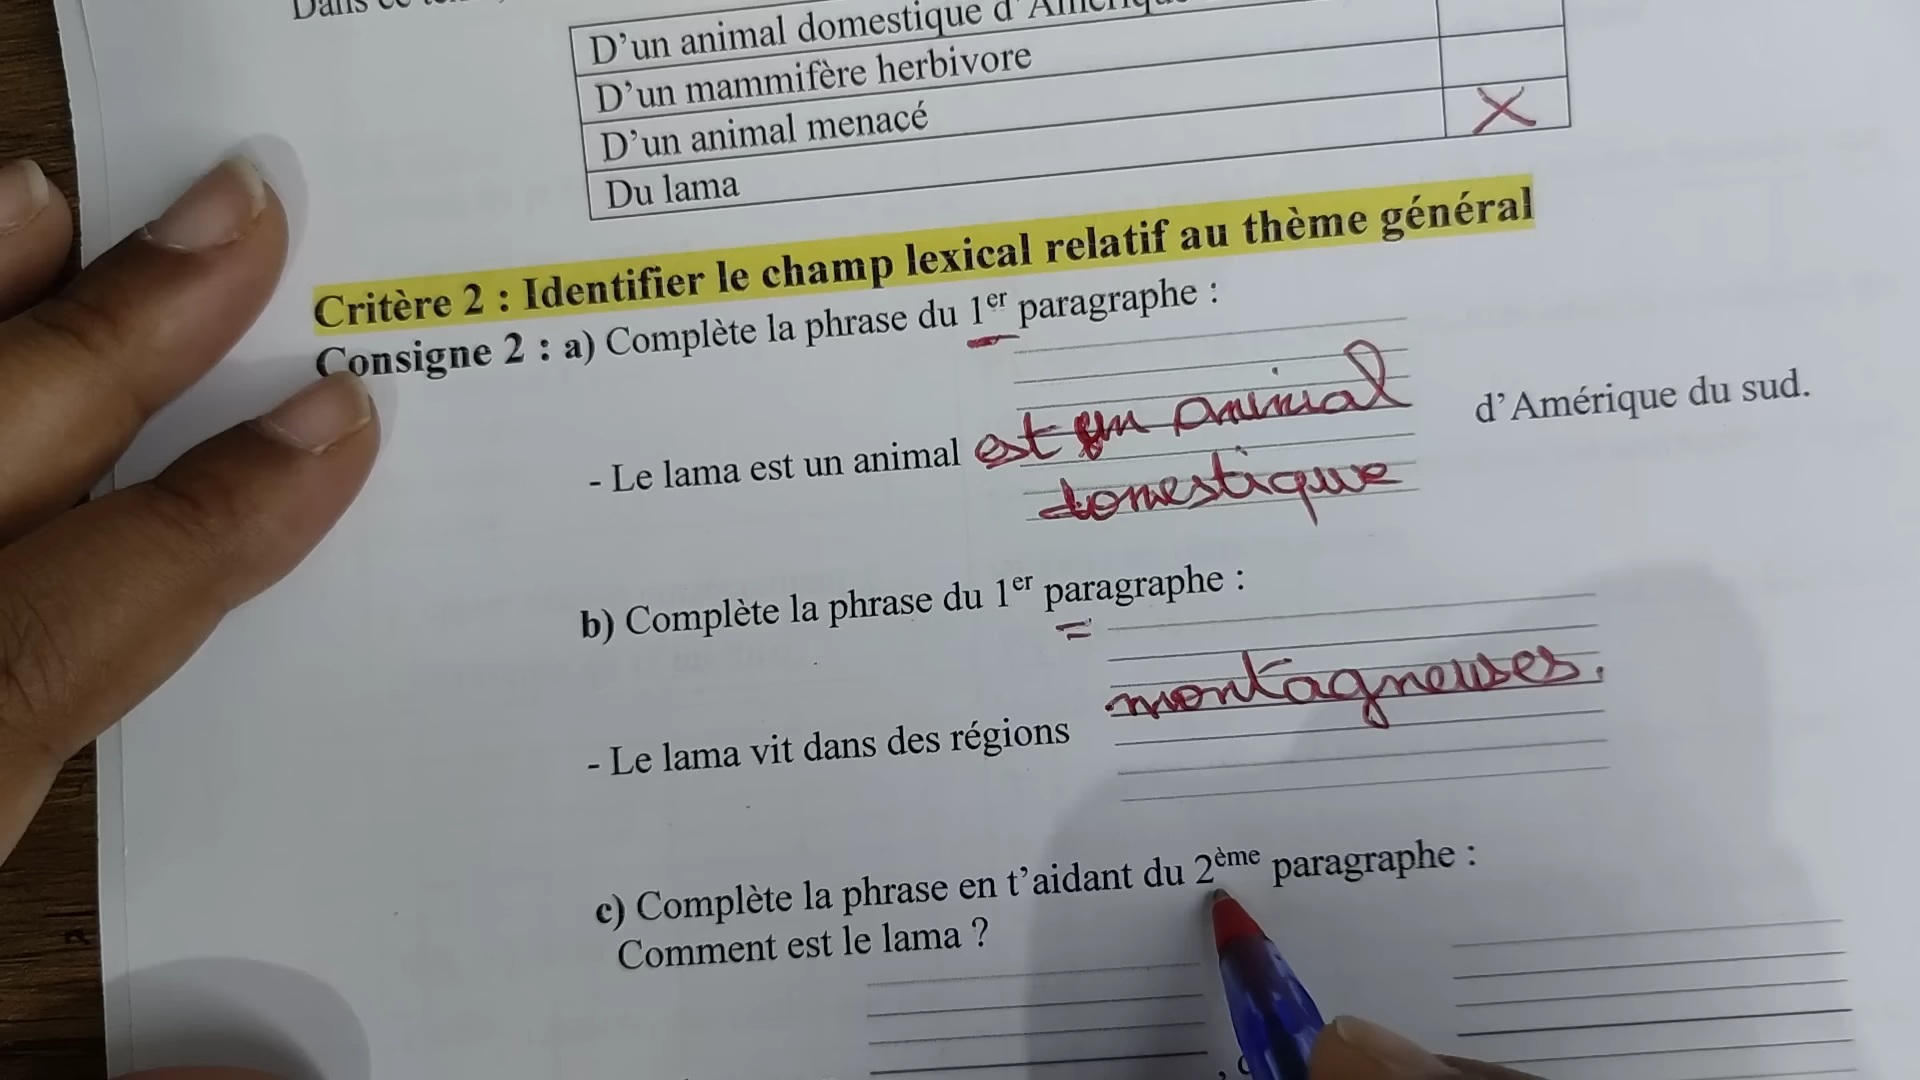 Dans ce
D'un animal domestique d'Amérique
D'un mammifère herbivore
D'un animal menacé
X
Du lama
Critère 2 : Identifier le champ lexical relatif au thème général
Consigne 2 : a) Complète la phrase du 1er paragraphe :
- Le lama est un animal est un animal d'Amérique du sud.
domestique
b) Complète la phrase du 1er paragraphe :
- Le lama vit dans des régions montagneuses.
c) Complète la phrase en t'aidant du 2ème paragraphe :
Comment est le lama ?